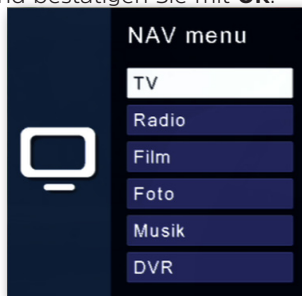 nd bestätigen Sie mit OK.
NAV menu
TV
Radio
Film
Foto
Musik
DVR